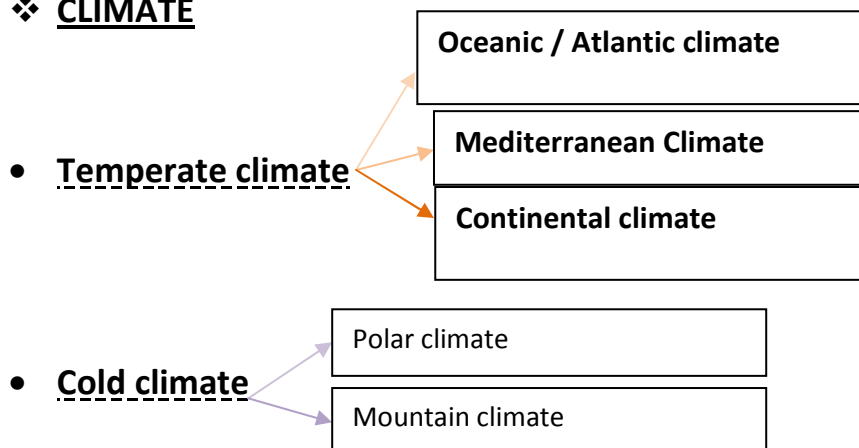 ❖ CLIMATE
Oceanic / Atlantic climate
• Temperate climate
Mediterranean Climate
Continental climate
Polar climate
• Cold climate
Mountain climate